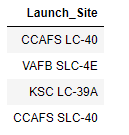 Launch_Site
CCAFS LC-40
VAFB SLC-4E
KSC LC-39A
CCAFS SLC-40